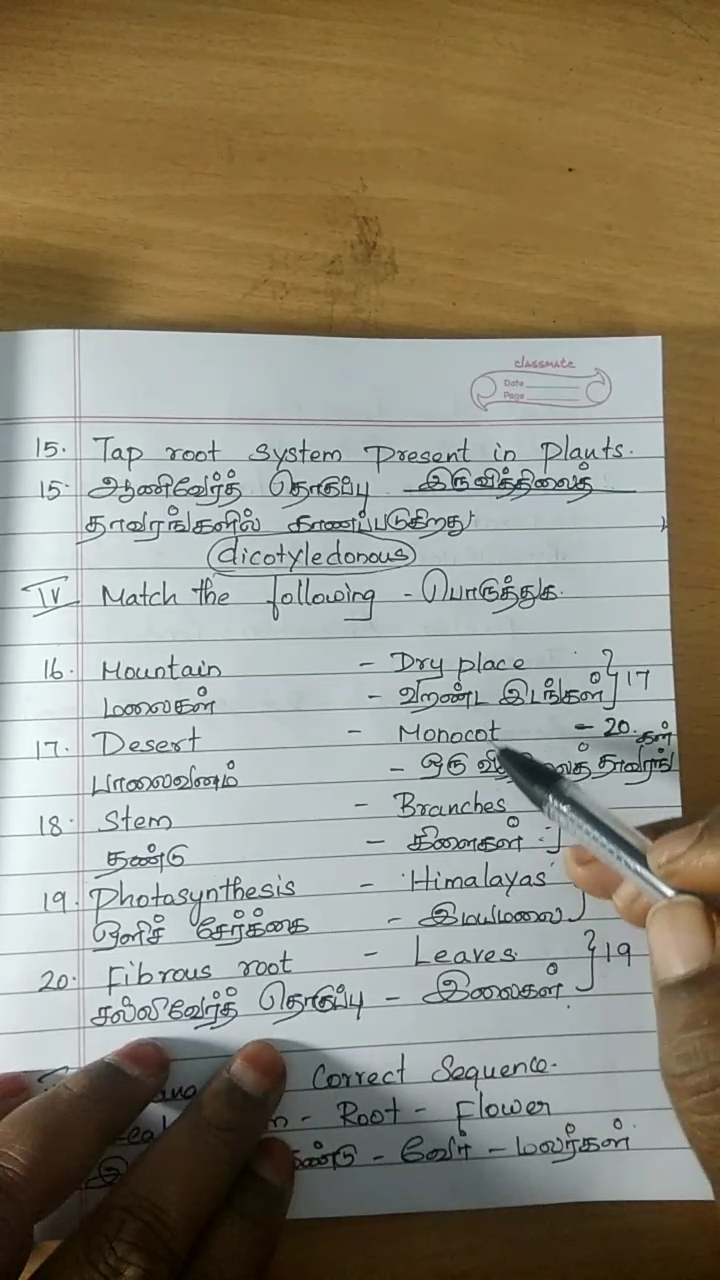 classmate
Date
Page
15. Tap root system Present in plants.
15. ஆணிவேர்த் தொகுப்பு இருவித்திலைத்
தாவரங்களில் காணப்படுகிறது
dicotyledonous
IV Match the following - பொருத்துக.
16. Mountain - Dry place
மலைகள் - வறண்ட இடங்கள் } 17
17. Desert - Monocot - 20.
பாலைவனம் - ஒரு தாவரங்கள்
18. Stem - Branches
தண்டு - கிளைகள்
19. Photasynthesis - Himalayas
ஒளிச் சேர்க்கை - இமயமலை
20. Fibrous root - Leaves. } 19
சல்லிவேர்த் தொகுப்பு - இலைகள்
Correct Sequence.
- Root - Flower
- வேர் - மலர்கள்